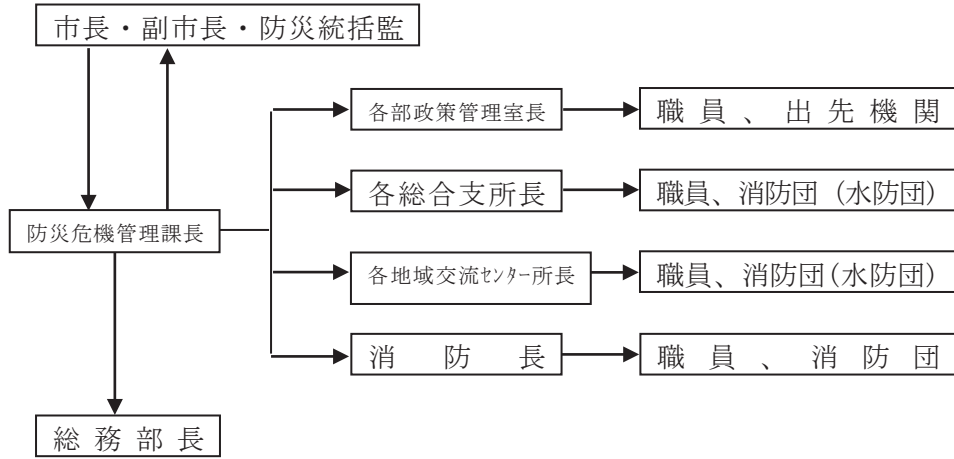 市長・副市長・防災統括監
各部政策管理室長
職員、出先機関
各総合支所長
職員、消防団（水防団）
防災危機管理課長
各地域交流ｾﾝﾀｰ所長
職員、消防団(水防団)
消防長
職員、消防団
総務部長